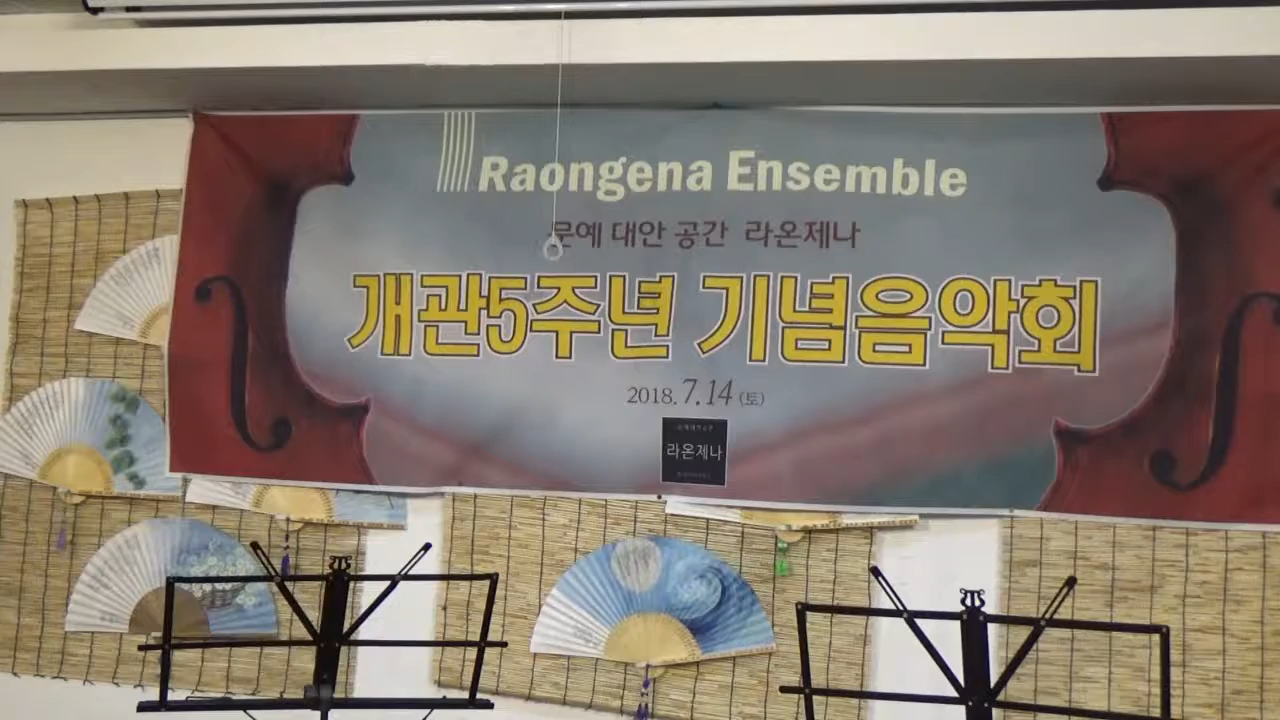 Raongena Ensemble
문예 대안 공간 라온제나
개관5주년 기념음악회
2018. 7.14 (토)
라온제나